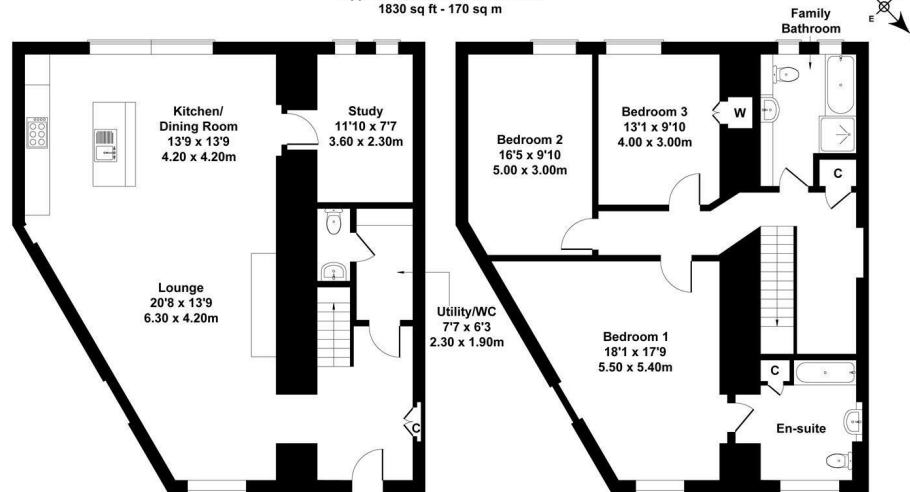 1830 sq ft - 170 sq m
E
Kitchen/
Dining Room
13'9 x 13'9
4.20 x 4.20m
Study
11'10 x 7'7
3.60 x 2.30m
Lounge
20'8 x 13'9
6.30 x 4.20m
Utility/WC
7'7 x 6'3
2.30 x 1.90m
C
Family
Bathroom
Bedroom 2
16'5 x 9'10
5.00 x 3.00m
Bedroom 3
13'1 x 9'10
4.00 x 3.00m
W
C
Bedroom 1
18'1 x 17'9
5.50 x 5.40m
C
En-suite